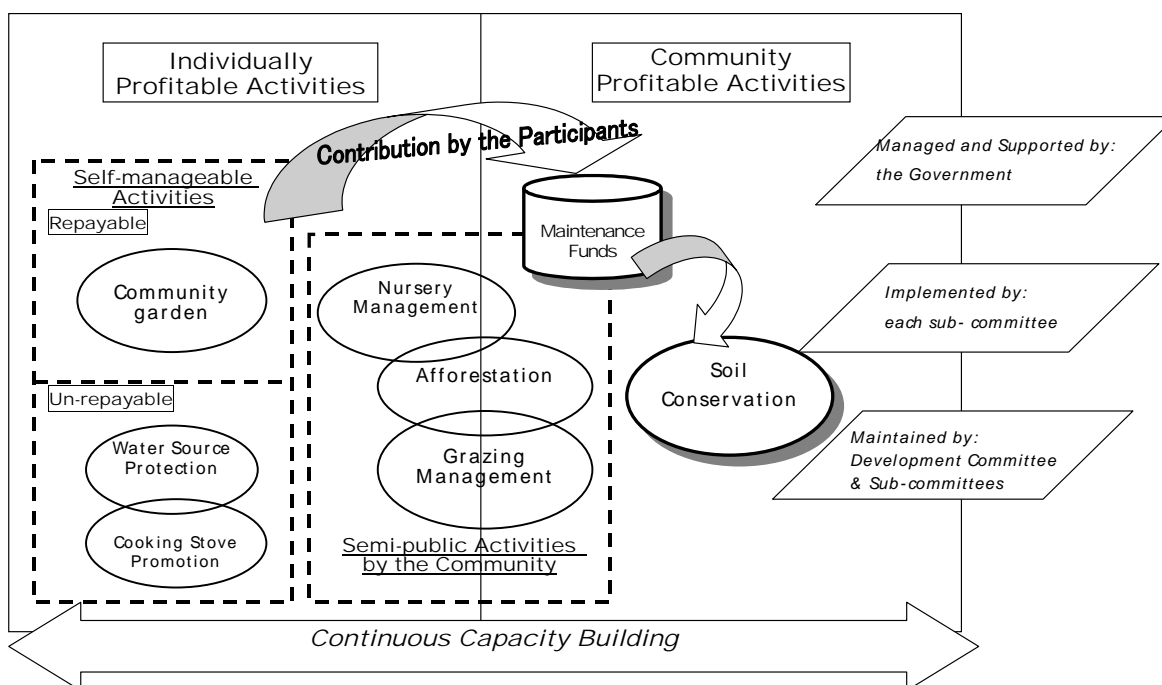 Individually
Profitable Activities
Community
Profitable Activities
Contribution by the Participants
Self-manageable
Activities
Repayable
Community
garden
Un-repayable
Water Source
Protection
Cooking Stove
Promotion
Nursery
Management
Afforestation
Grazing
Management
Semi-public Activities
by the Community
Maintenance
Funds
Soil
Conservation
Managed and Supported by:
the Government
Implemented by:
each sub- committee
Maintained by:
Development Committee
& Sub-committees
Continuous Capacity Building